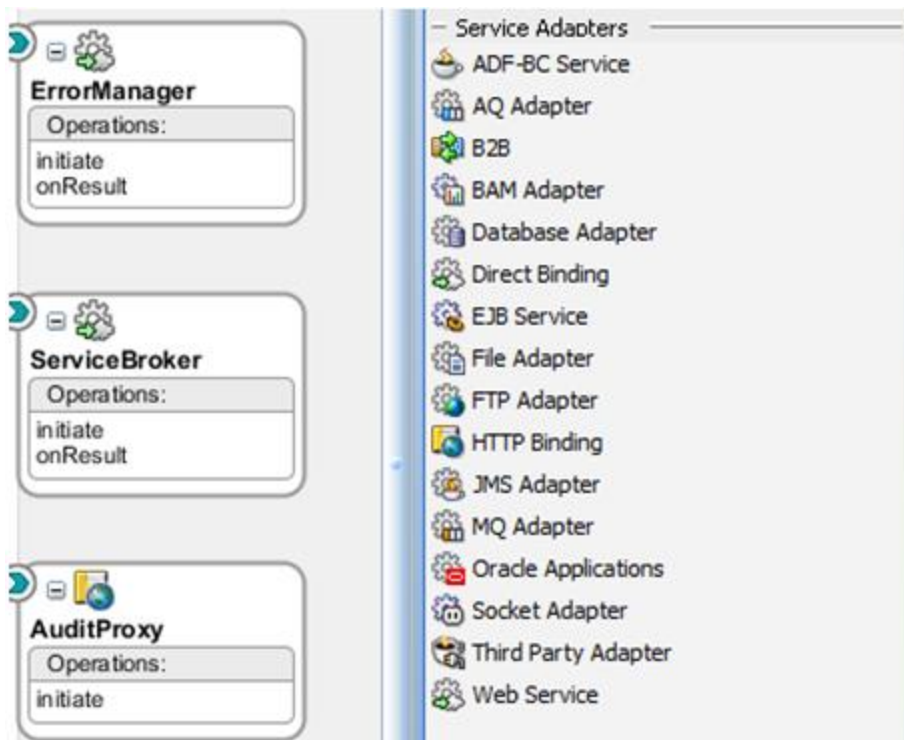 ErrorManager
Operations:
initiate
onResult
ServiceBroker
Operations:
initiate
onResult
AuditProxy
Operations:
initiate
Service Adapters
ADF-BC Service
AQ Adapter
B2B
BAM Adapter
Database Adapter
Direct Binding
EJB Service
File Adapter
FTP Adapter
HTTP Binding
JMS Adapter
MQ Adapter
Oracle Applications
Socket Adapter
Third Party Adapter
Web Service